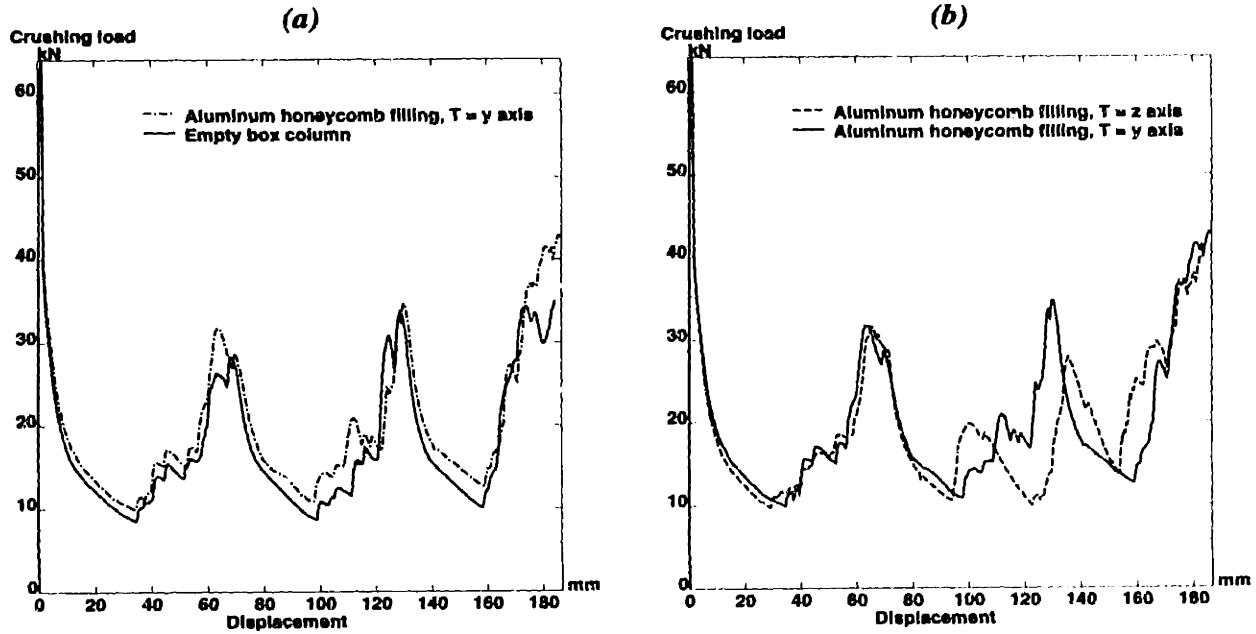 (a)
Crushing load
kN
60
50
40
30
20
10
0
Aluminum honeycomb filling, T = y axis
Empty box column
0 20 40 60 80 100 120 140 160 180
mm
Displacement
(b)
Crushing load
kN
60
50
40
30
20
10
0
Aluminum honeycomb filling, T = z axis
Aluminum honeycomb filling, T = y axis
0 20 40 60 80 100 120 140 160 180
mm
Displacement